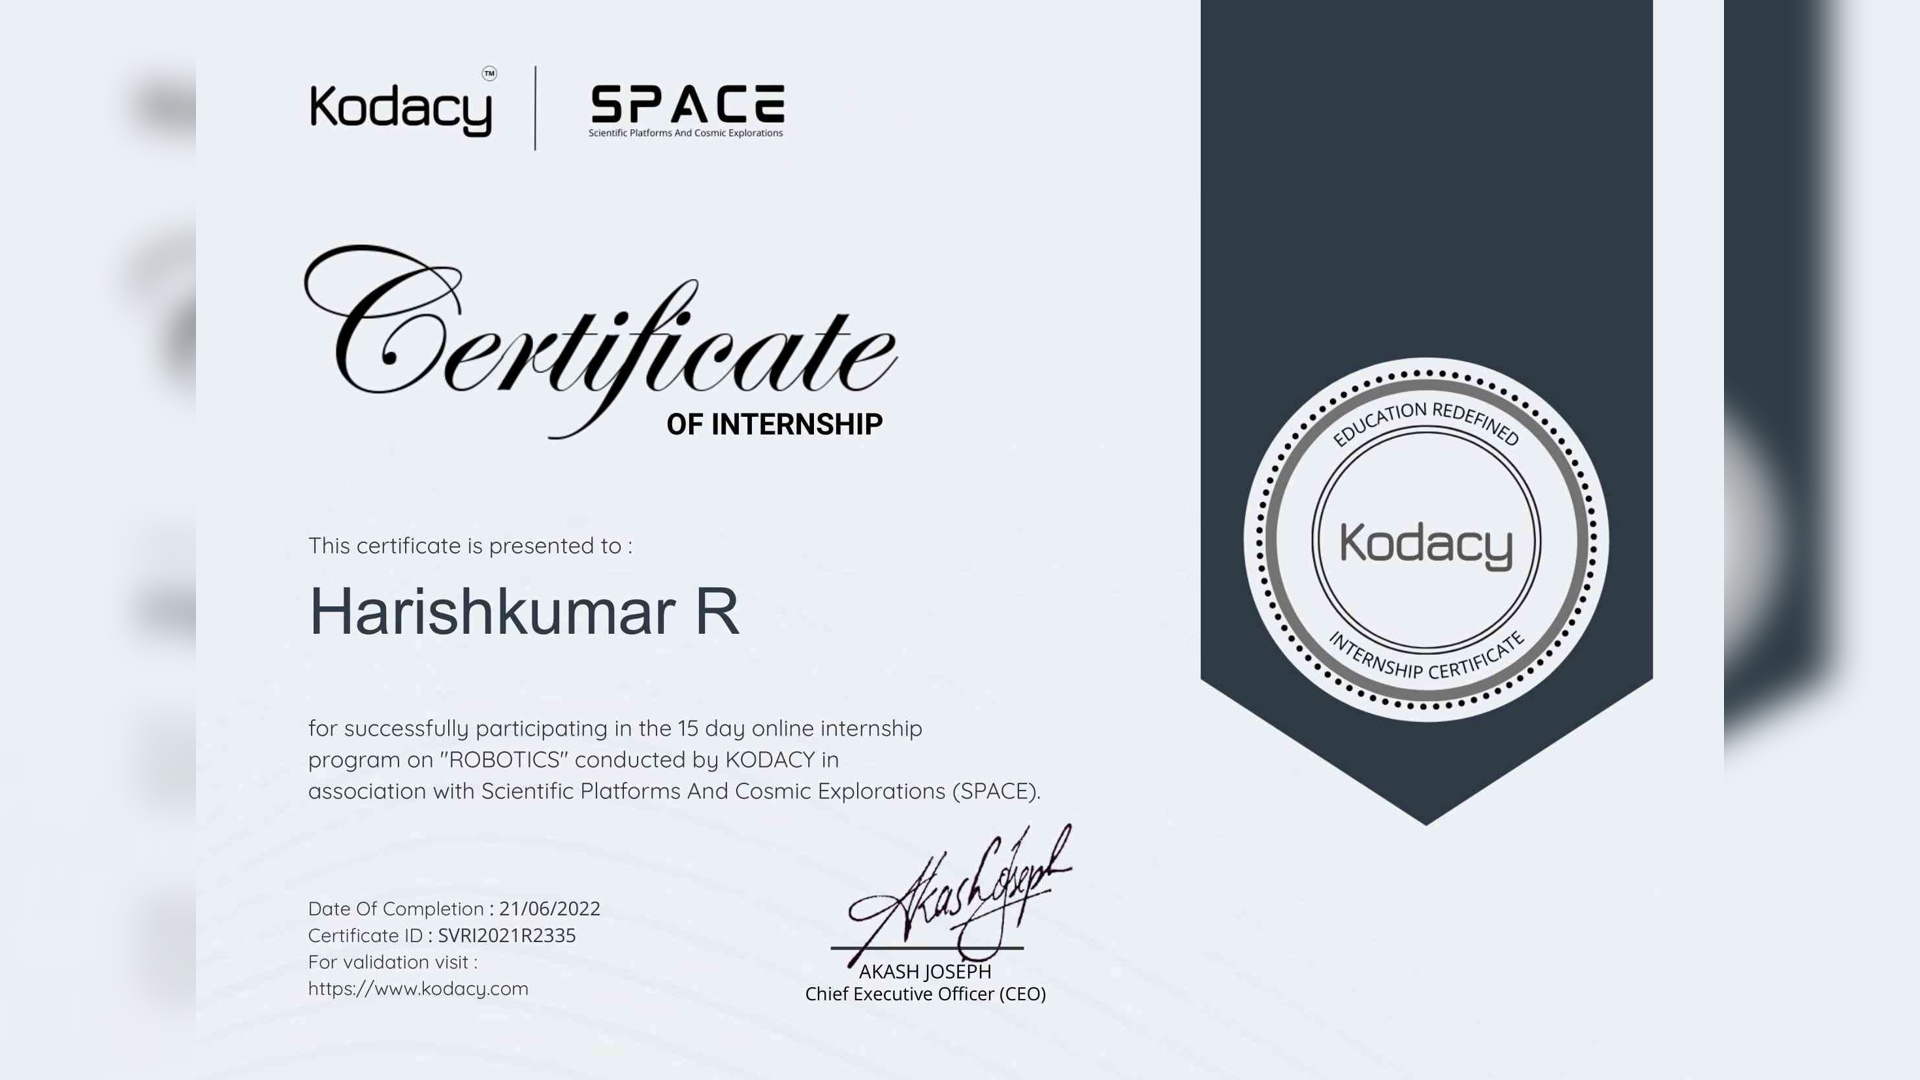 Kodacy TM
SPACE
Scientific Platforms And Cosmic Explorations
Certificate
OF INTERNSHIP
This certificate is presented to :
Harishkumar R
for successfully participating in the 15 day online internship
program on "ROBOTICS" conducted by KODACY in
association with Scientific Platforms And Cosmic Explorations (SPACE).
Date Of Completion : 21/06/2022
Certificate ID : SVRI2021R2335
For validation visit :
https://www.kodacy.com
Akash Joseph
AKASH JOSEPH
Chief Executive Officer (CEO)
EDUCATION REDEFINED
Kodacy
INTERNSHIP CERTIFICATE